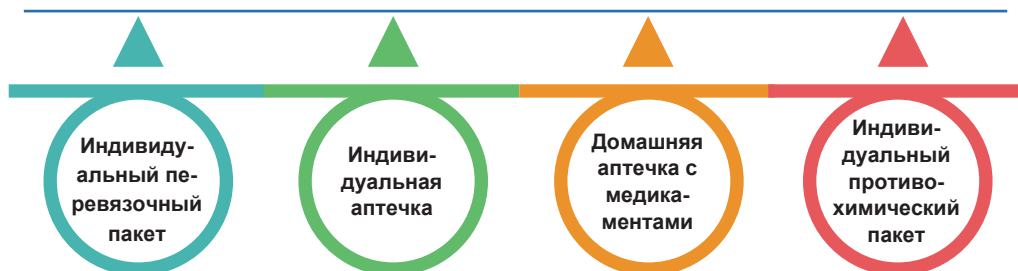 Индивиду-
альный пе-
ревязочный
пакет
Индиви-
дуальная
аптечка
Домашняя
аптечка с
медика-
ментами
Индиви-
дуальный
противо-
химический
пакет